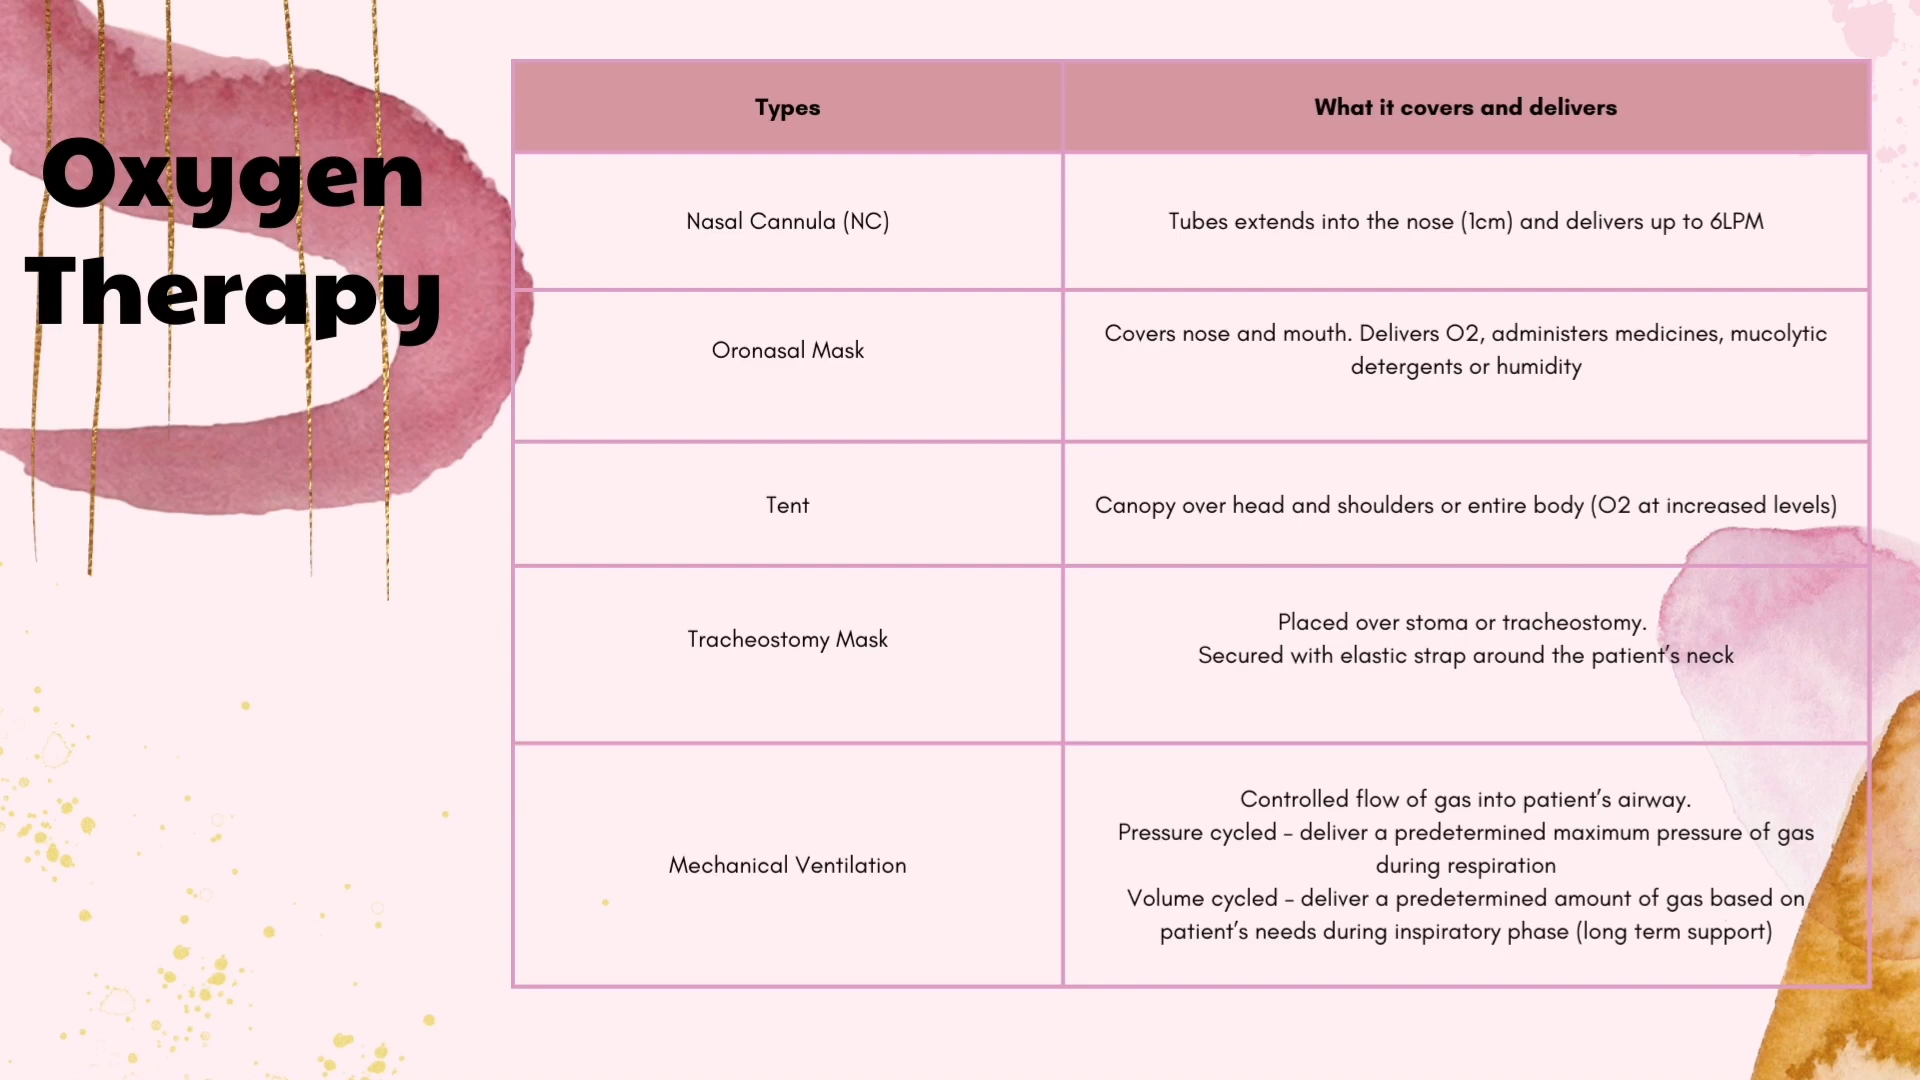 Oxygen
Therapy
Types
What it covers and delivers
Nasal Cannula (NC)
Tubes extends into the nose (1cm) and delivers up to 6LPM
Oronasal Mask
Covers nose and mouth. Delivers O2, administers medicines, mucolytic
detergents or humidity
Tent
Canopy over head and shoulders or entire body (O2 at increased levels)
Tracheostomy Mask
Placed over stoma or tracheostomy.
Secured with elastic strap around the patient's neck
Mechanical Ventilation
Controlled flow of gas into patient's airway.
Pressure cycled - deliver a predetermined maximum pressure of gas
during respiration
Volume cycled - deliver a predetermined amount of gas based on
patient's needs during inspiratory phase (long term support)